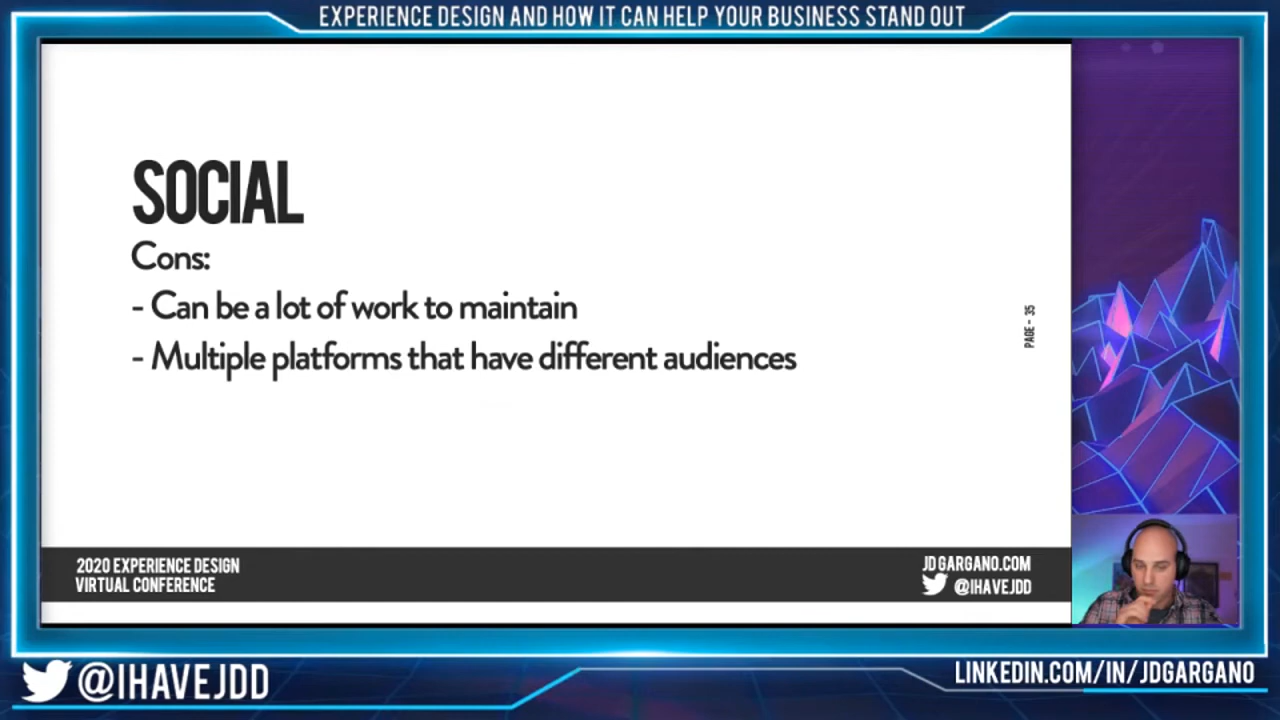 EXPERIENCE DESIGN AND HOW IT CAN HELP YOUR BUSINESS STAND OUT
SOCIAL
Cons:
- Can be a lot of work to maintain
- Multiple platforms that have different audiences
PAGE - 35
2020 EXPERIENCE DESIGN
VIRTUAL CONFERENCE
JDGARGANO.COM
@IHAVEJDD
@IHAVEJDD
LINKEDIN.COM/IN/JDGARGANO